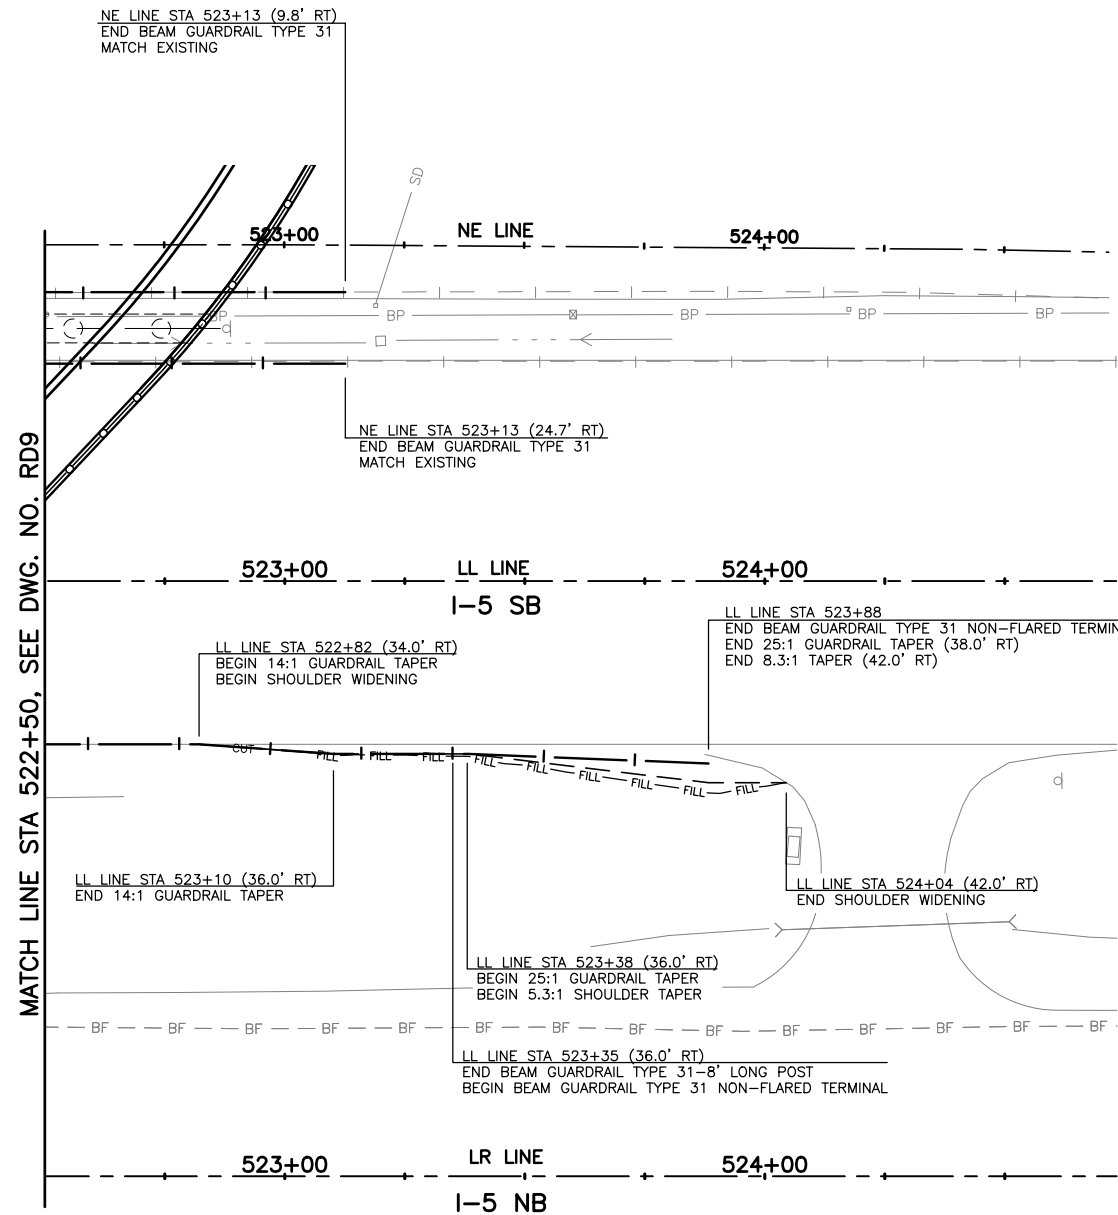 NE LINE STA 523+13 (9.8' RT)
END BEAM GUARDRAIL TYPE 31
MATCH EXISTING
SD
523+00
NE LINE
524+00
BP
BP
BP
BP
BP
NE LINE STA 523+13 (24.7' RT)
END BEAM GUARDRAIL TYPE 31
MATCH EXISTING
MATCH LINE STA 522+50, SEE DWG. NO. RD9
523+00
LL LINE
524+00
I-5 SB
LL LINE STA 523+88
END BEAM GUARDRAIL TYPE 31 NON-FLARED TERMIN
END 25:1 GUARDRAIL TAPER (38.0' RT)
END 8.3:1 TAPER (42.0' RT)
LL LINE STA 522+82 (34.0' RT)
BEGIN 14:1 GUARDRAIL TAPER
BEGIN SHOULDER WIDENING
CUT
FILL
FILL
FILL
FILL
FILL
FILL
FILL
FILL
FILL
LL LINE STA 523+10 (36.0' RT)
END 14:1 GUARDRAIL TAPER
LL LINE STA 524+04 (42.0' RT)
END SHOULDER WIDENING
LL LINE STA 523+38 (36.0' RT)
BEGIN 25:1 GUARDRAIL TAPER
BEGIN 5.3:1 SHOULDER TAPER
BF
BF
BF
BF
BF
BF
BF
BF
BF
BF
BF
BF
BF
BF
LL LINE STA 523+35 (36.0' RT)
END BEAM GUARDRAIL TYPE 31-8' LONG POST
BEGIN BEAM GUARDRAIL TYPE 31 NON-FLARED TERMINAL
523+00
LR LINE
524+00
I-5 NB